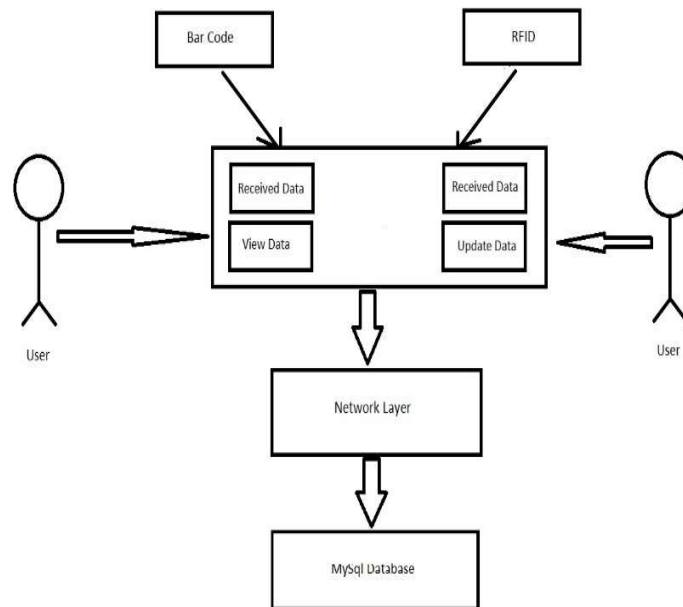 Bar Code
RFID
Received Data
Received Data
View Data
Update Data
User
User
Network Layer
MySql Database